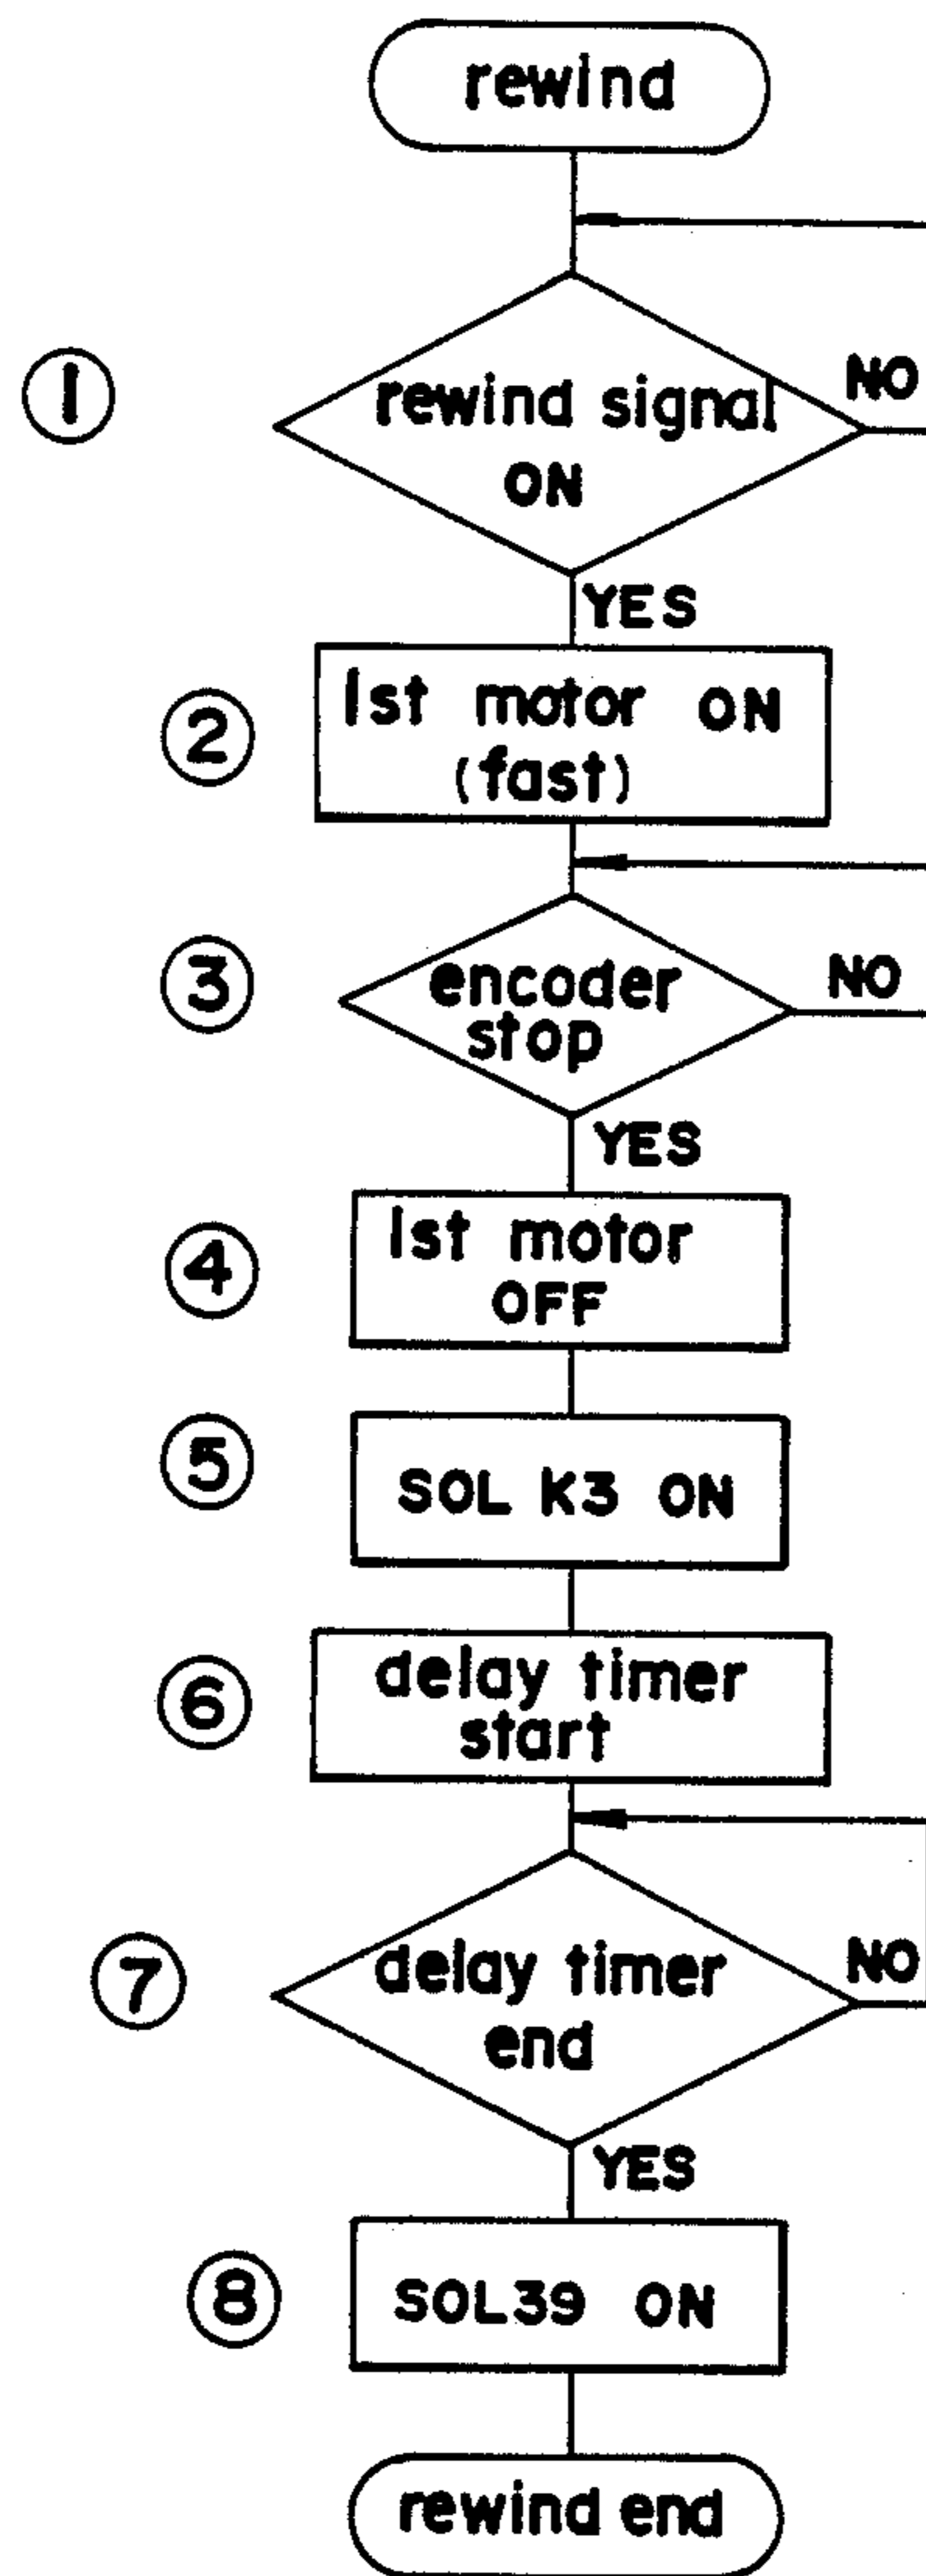 rewind
① rewind signal NO
ON
YES
② 1st motor ON
(fast)
③ encoder NO
stop
YES
④ 1st motor
OFF
⑤ SOL K3 ON
⑥ delay timer
start
⑦ delay timer NO
end
YES
⑧ SOL39 ON
rewind end